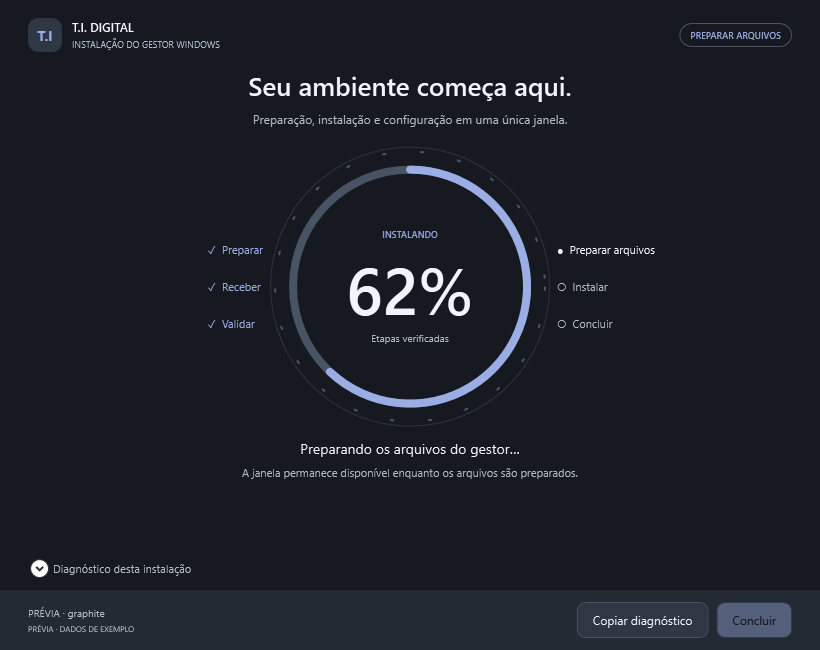 T.I
T.I. DIGITAL
INSTALAÇÃO DO GESTOR WINDOWS
PREPARAR ARQUIVOS
Seu ambiente começa aqui.
Preparação, instalação e configuração em uma única janela.
✓ Preparar
✓ Receber
✓ Validar
INSTALANDO
62%
Etapas verificadas
Preparar arquivos
Instalar
Concluir
Preparando os arquivos do gestor...
A janela permanece disponível enquanto os arquivos são preparados.
Diagnóstico desta instalação
PRÉVIA · graphite
PRÉVIA · DADOS DE EXEMPLO
Copiar diagnóstico
Concluir